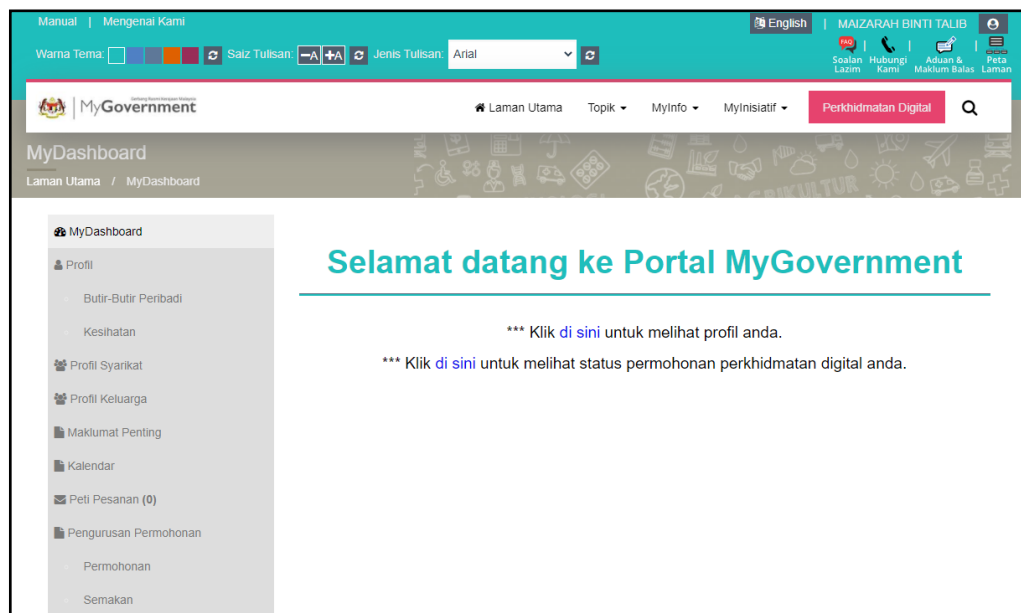 Manual | Mengenai Kami
English | MAIZARAH BINTI TALIB
Warna Tema: Saiz Tulisan: -A +A Jenis Tulisan: Arial
FAQ
Soalan Lazim | Hubungi Kami | Aduan & Maklum Balas | Peta Laman
MyGovernment
Laman Utama Topik MyInfo MyInisiatif Perkhidmatan Digital
MyDashboard
Laman Utama / MyDashboard
AGRIKULTUR
MyDashboard
Profil
Butir-Butir Peribadi
Kesihatan
Profil Syarikat
Profil Keluarga
Maklumat Penting
Kalendar
Peti Pesanan (0)
Pengurusan Permohonan
Permohonan
Semakan
Selamat datang ke Portal MyGovernment
*** Klik di sini untuk melihat profil anda.
*** Klik di sini untuk melihat status permohonan perkhidmatan digital anda.